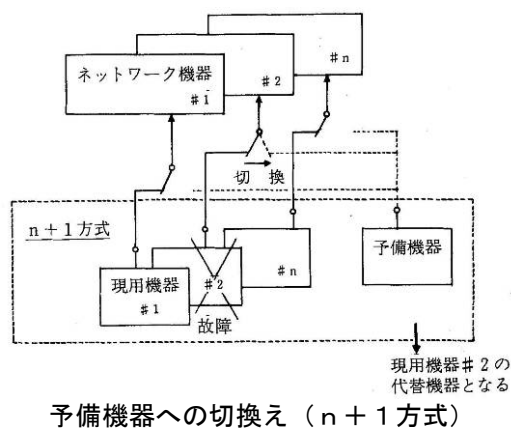 ネットワーク機器
#1
#2
#n
切換
n+1方式
現用機器
#1
#2
#n
故障
予備機器
現用機器#2の
代替機器となる
予備機器への切換え（n+1方式）